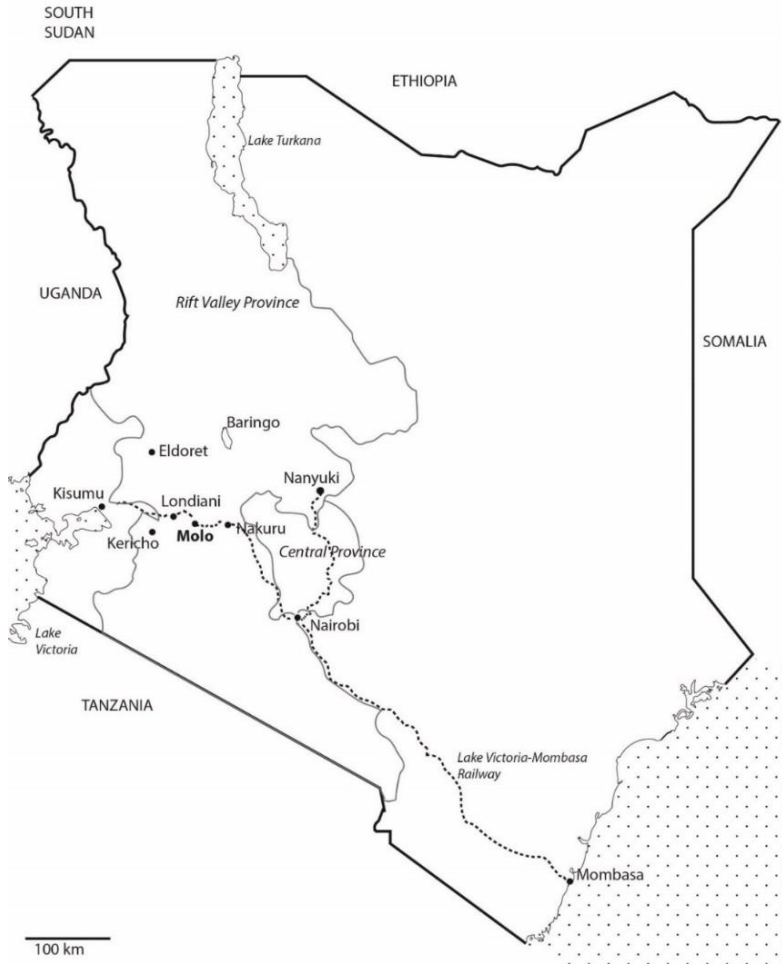 SOUTH
SUDAN
ETHIOPIA
Lake Turkana
UGANDA
Rift Valley Province
SOMALIA
Baringo
Eldoret
Nanyuki
Kisumu
Londiani
Kericho
Molo
Nakuru
Central Province
Nairobi
Lake
Victoria
TANZANIA
Lake Victoria-Mombasa
Railway
Mombasa
100 km